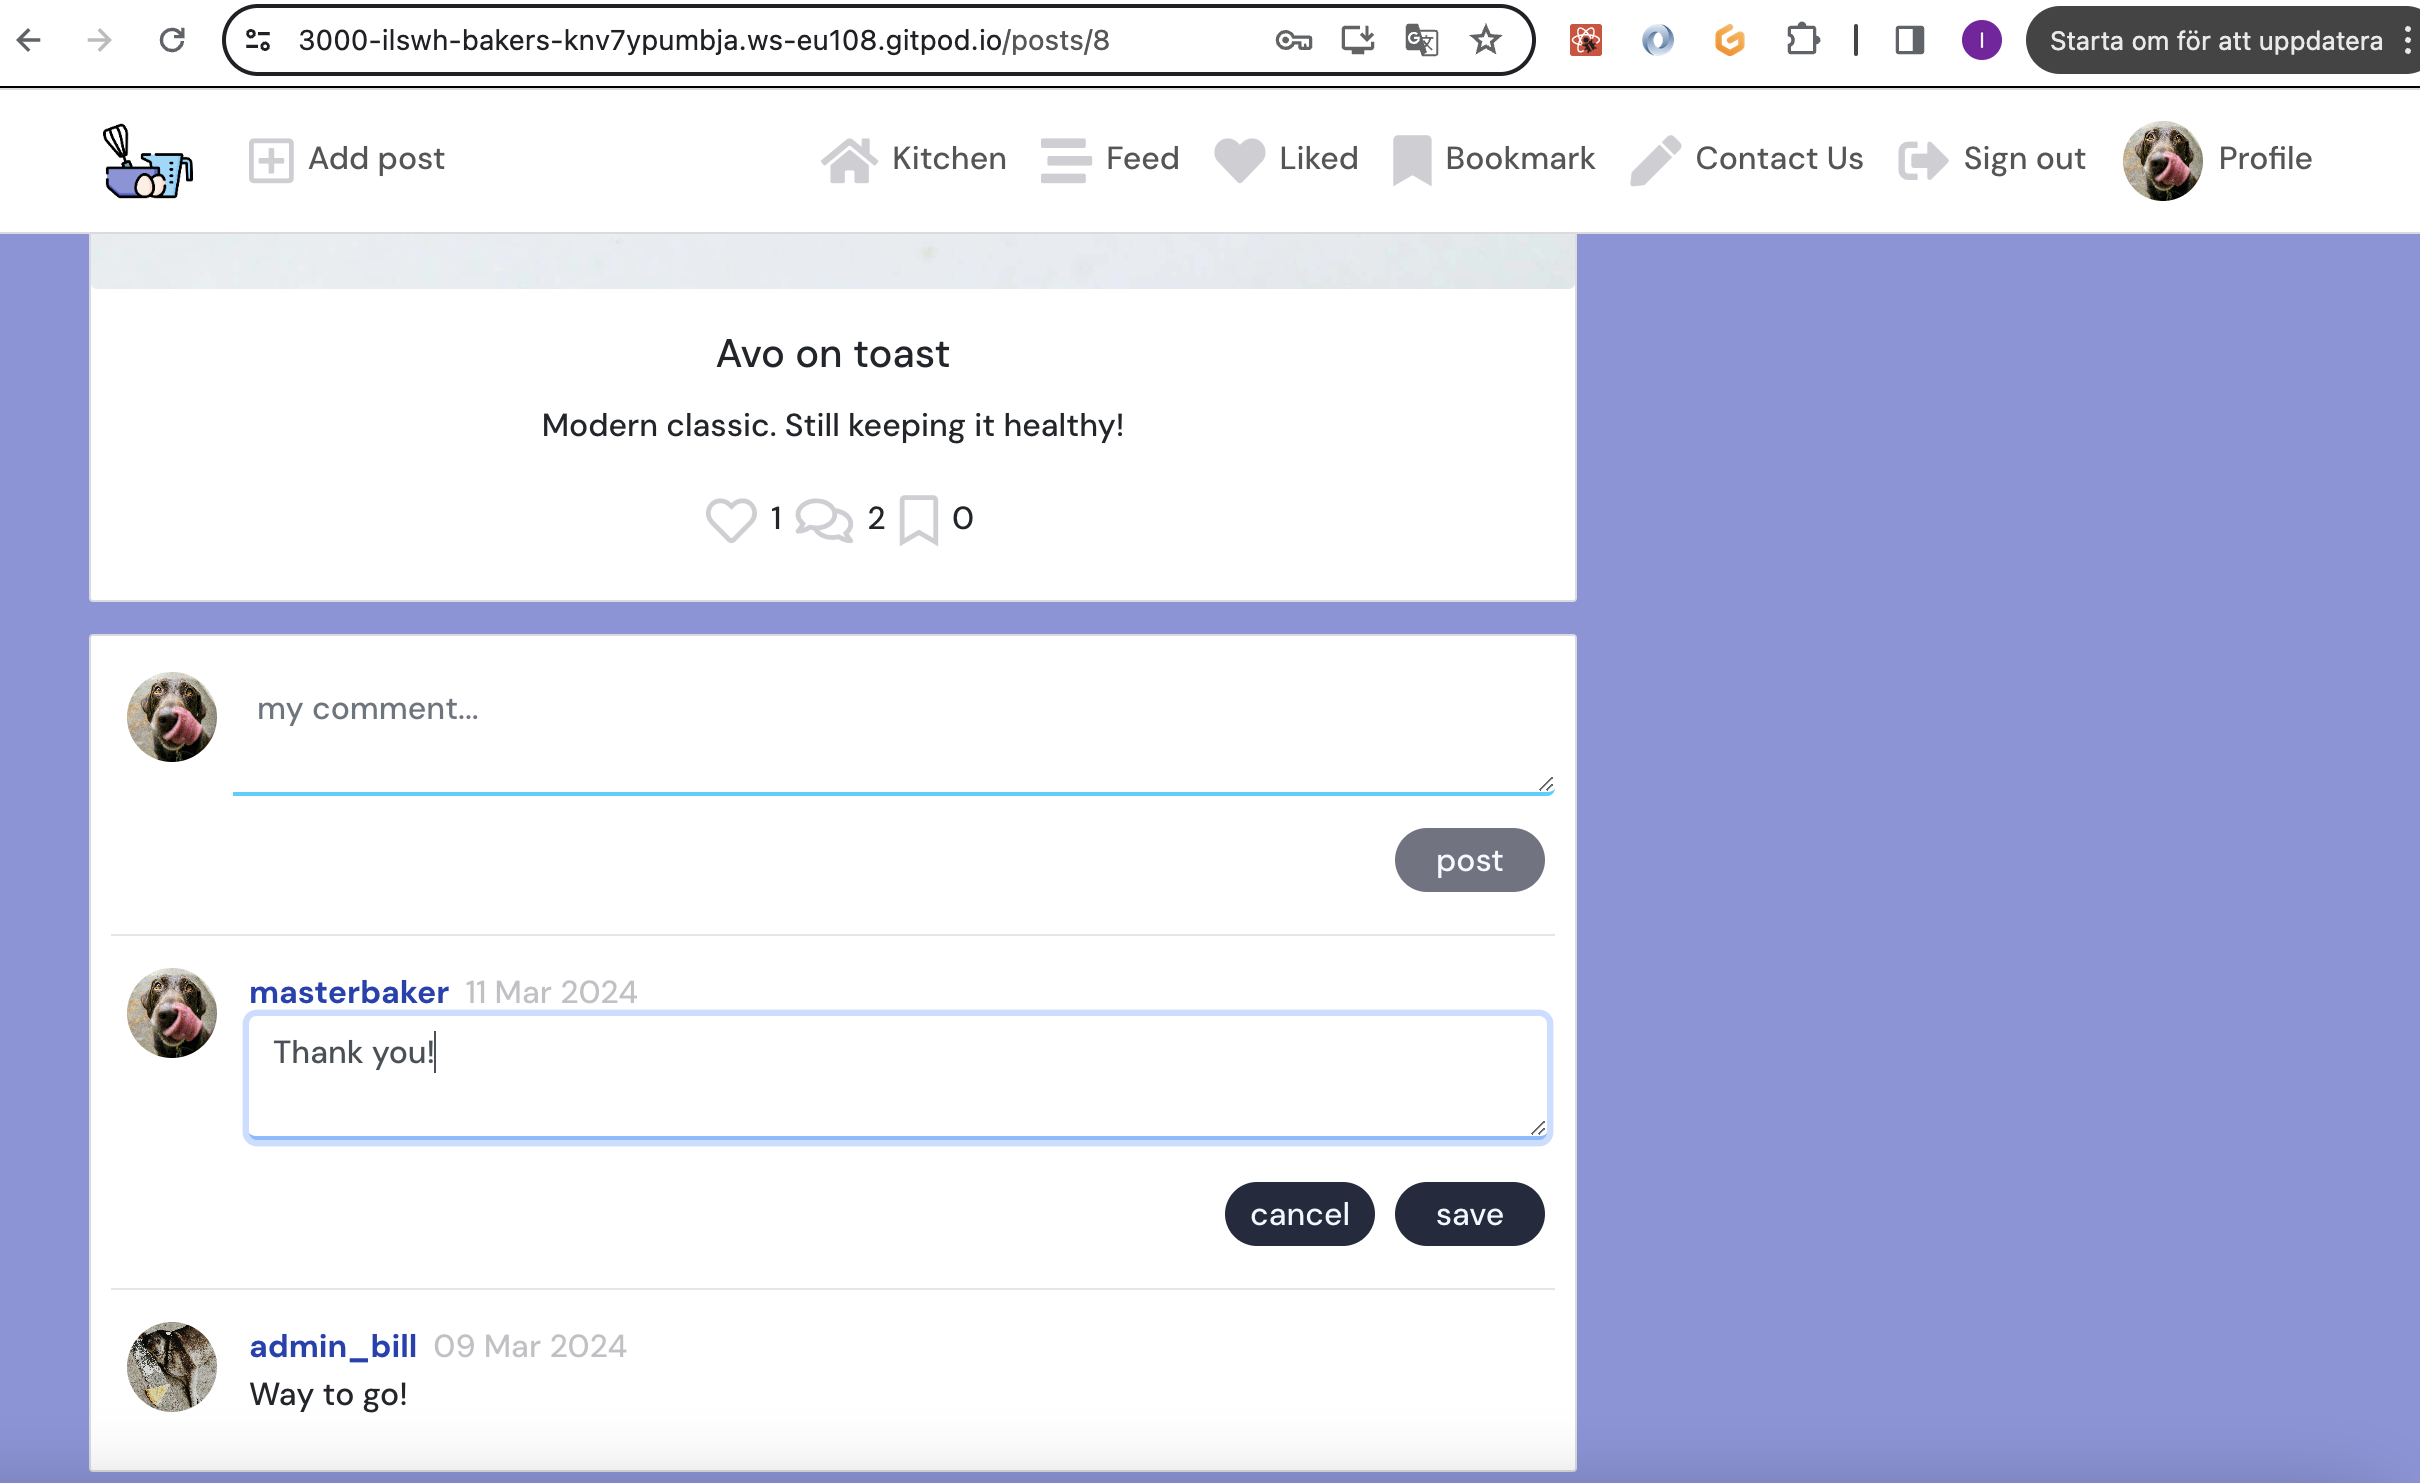 3000-ilswh-bakers-knv7ypumbja.ws-eu108.gitpod.io/posts/8
I
Starta om för att uppdatera
Add post
Kitchen
Feed
Liked
Bookmark
Contact Us
Sign out
Profile
Avo on toast
Modern classic. Still keeping it healthy!
1 2 0
my comment...
post
masterbaker 11 Mar 2024
Thank you!
cancel
save
admin_bill 09 Mar 2024
Way to go!